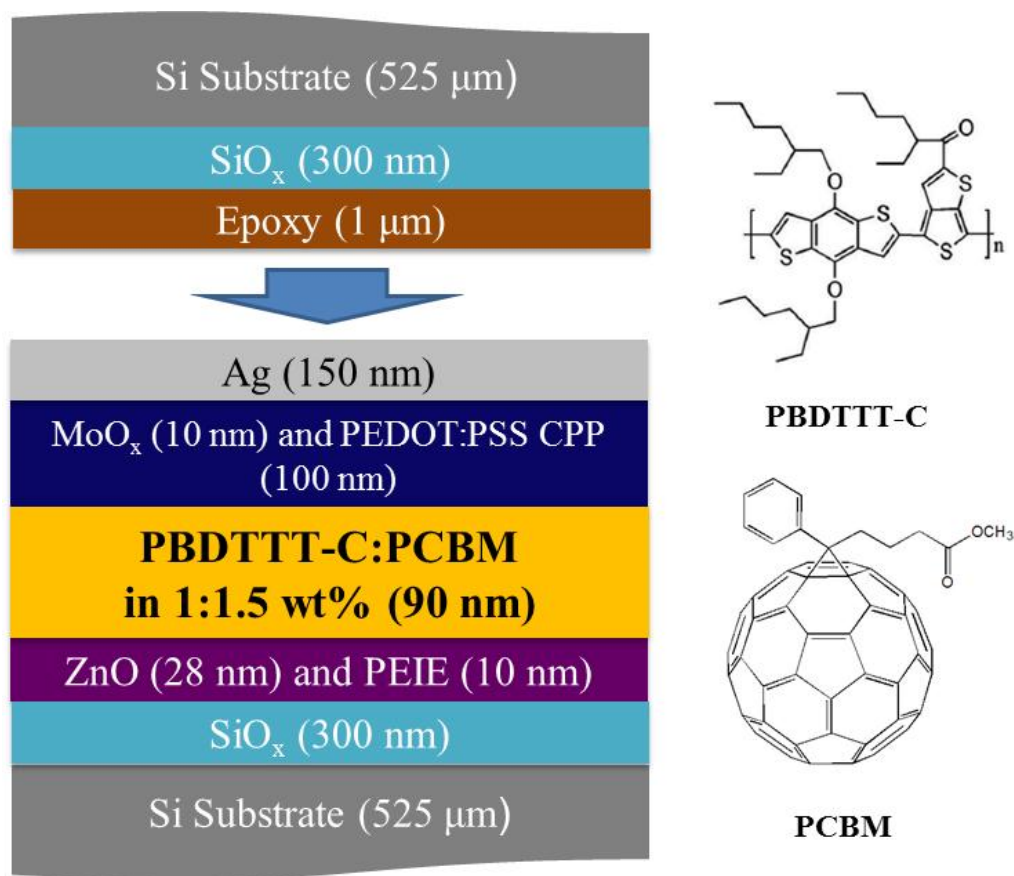 Si Substrate (525 μm)
SiOx (300 nm)
Epoxy (1 μm)
Ag (150 nm)
MoOx (10 nm) and PEDOT:PSS CPP
(100 nm)
PBDTTT-C:PCBM
in 1:1.5 wt% (90 nm)
ZnO (28 nm) and PEIE (10 nm)
SiOx (300 nm)
Si Substrate (525 μm)
O
S
O
S
S
S
n
O
PBDTTT-C
OCH3
O
PCBM